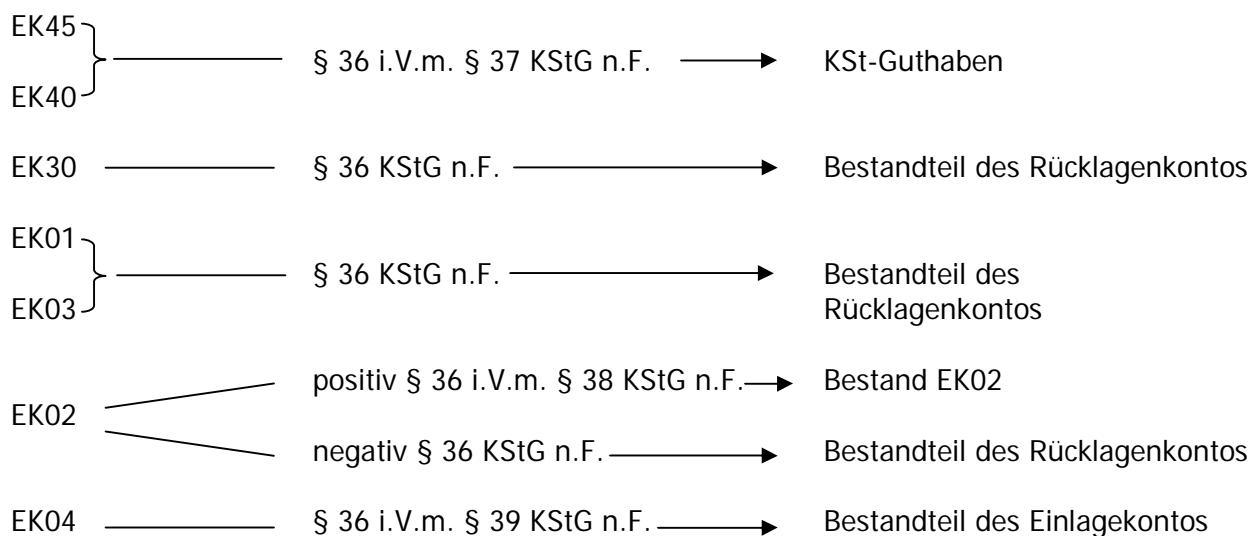 EK45
§ 36 i.V.m. § 37 KStG n.F. KSt-Guthaben
EK40
EK30 § 36 KStG n.F. Bestandteil des Rücklagenkontos
EK01
§ 36 KStG n.F. Bestandteil des
EK03 Rücklagenkontos
positiv § 36 i.V.m. § 38 KStG n.F. Bestand EK02
EK02
negativ § 36 KStG n.F. Bestandteil des Rücklagenkontos
EK04 § 36 i.V.m. § 39 KStG n.F. Bestandteil des Einlagekontos